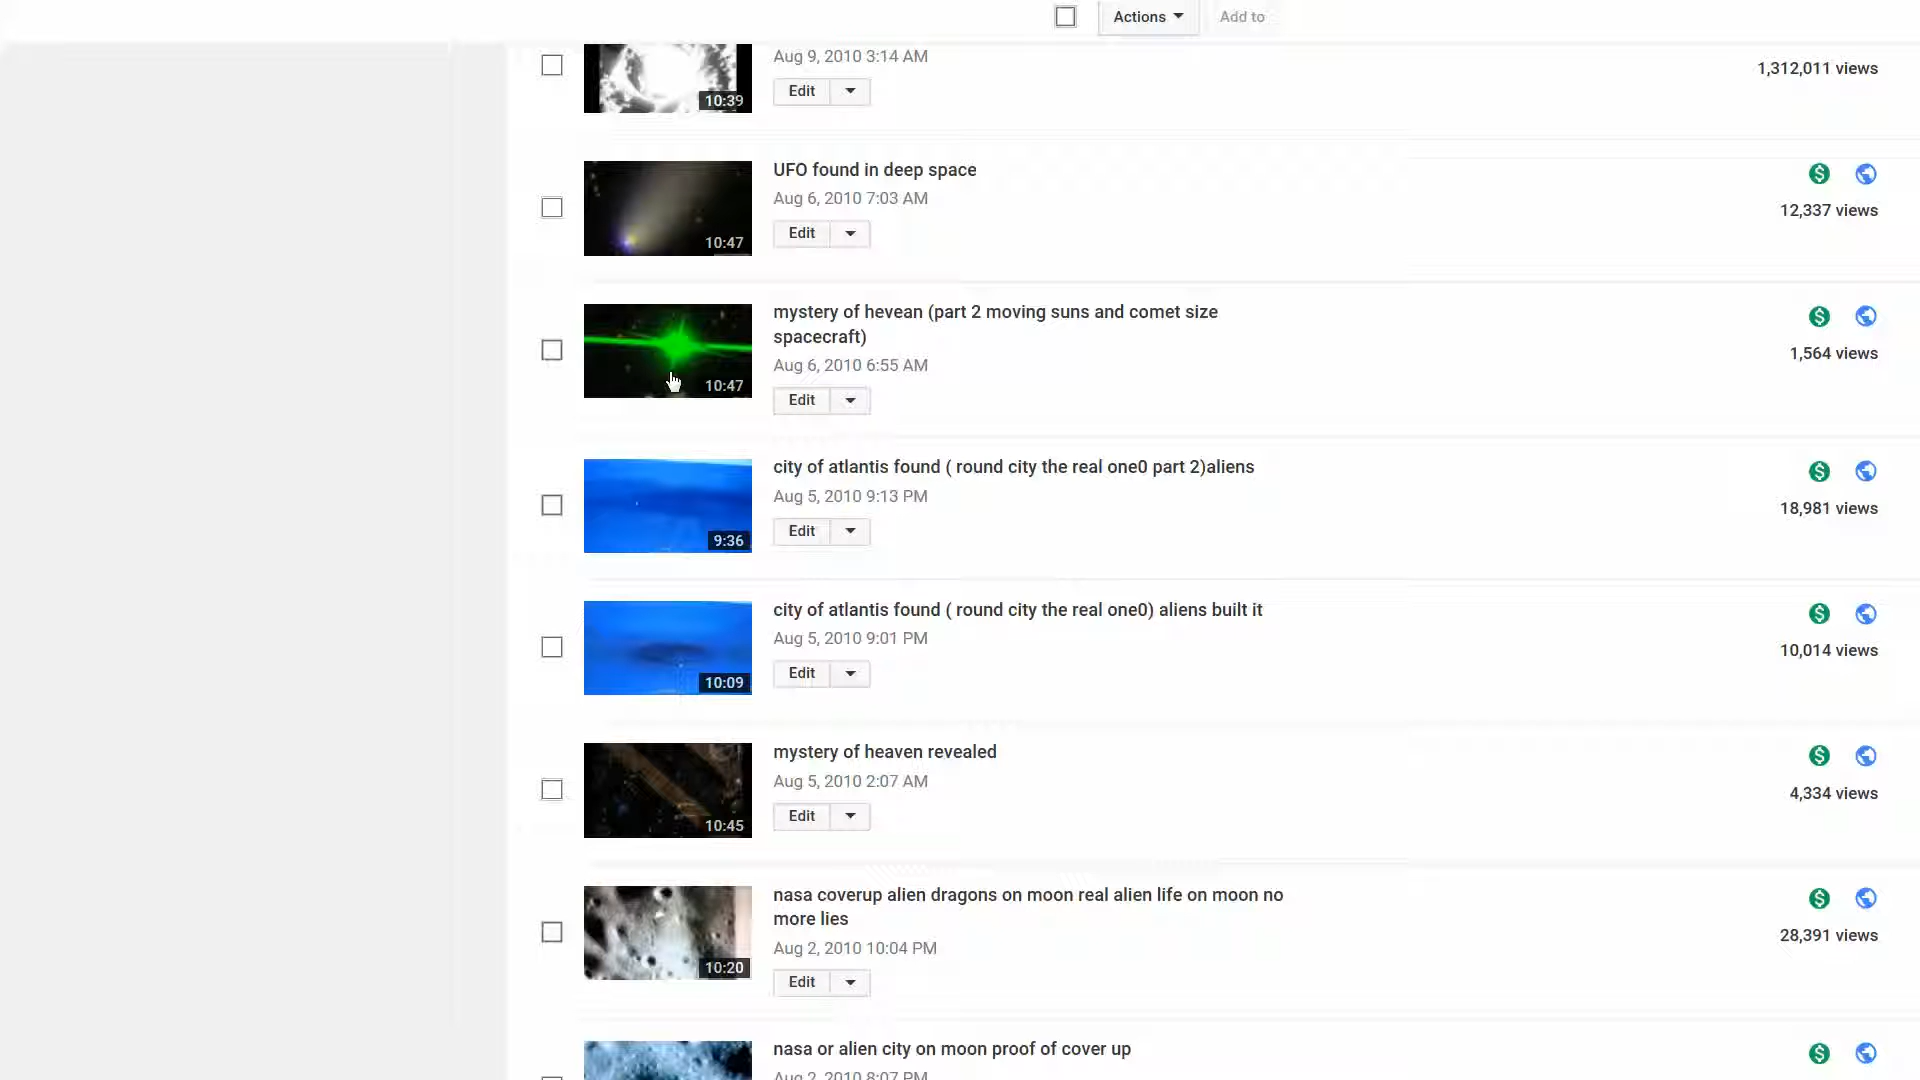 Actions
Add to
Aug 9, 2010 3:14 AM
1,312,011 views
10:39
Edit
UFO found in deep space
Aug 6, 2010 7:03 AM
12,337 views
10:47
Edit
mystery of hevean (part 2 moving suns and comet size
spacecraft)
Aug 6, 2010 6:55 AM
1,564 views
10:47
Edit
city of atlantis found ( round city the real one0 part 2)aliens
Aug 5, 2010 9:13 PM
18,981 views
9:36
Edit
city of atlantis found ( round city the real one0) aliens built it
Aug 5, 2010 9:01 PM
10,014 views
10:09
Edit
mystery of heaven revealed
Aug 5, 2010 2:07 AM
4,334 views
10:45
Edit
nasa coverup alien dragons on moon real alien life on moon no
more lies
Aug 2, 2010 10:04 PM
28,391 views
10:20
Edit
nasa or alien city on moon proof of cover up
Aug 2, 2010 8:07 PM